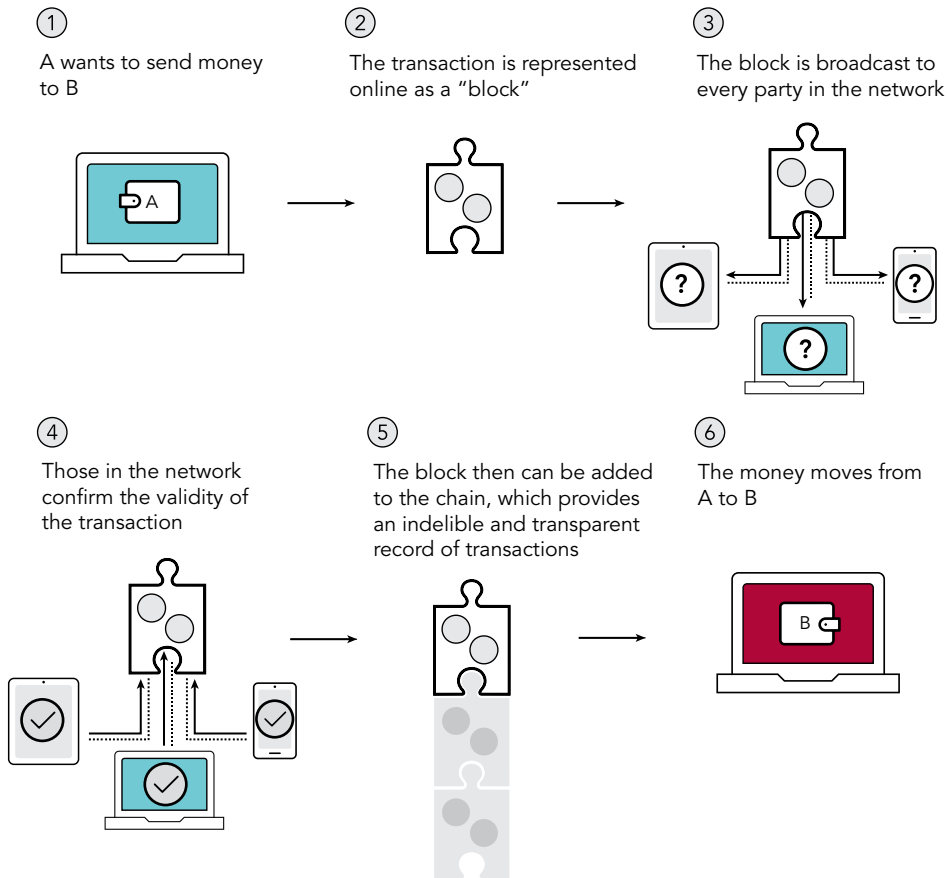 1
A wants to send money
to B
2
The transaction is represented
online as a “block”
3
The block is broadcast to
every party in the network
A
?
?
?
4
Those in the network
confirm the validity of
the transaction
5
The block then can be added
to the chain, which provides
an indelible and transparent
record of transactions
6
The money moves from
A to B
B